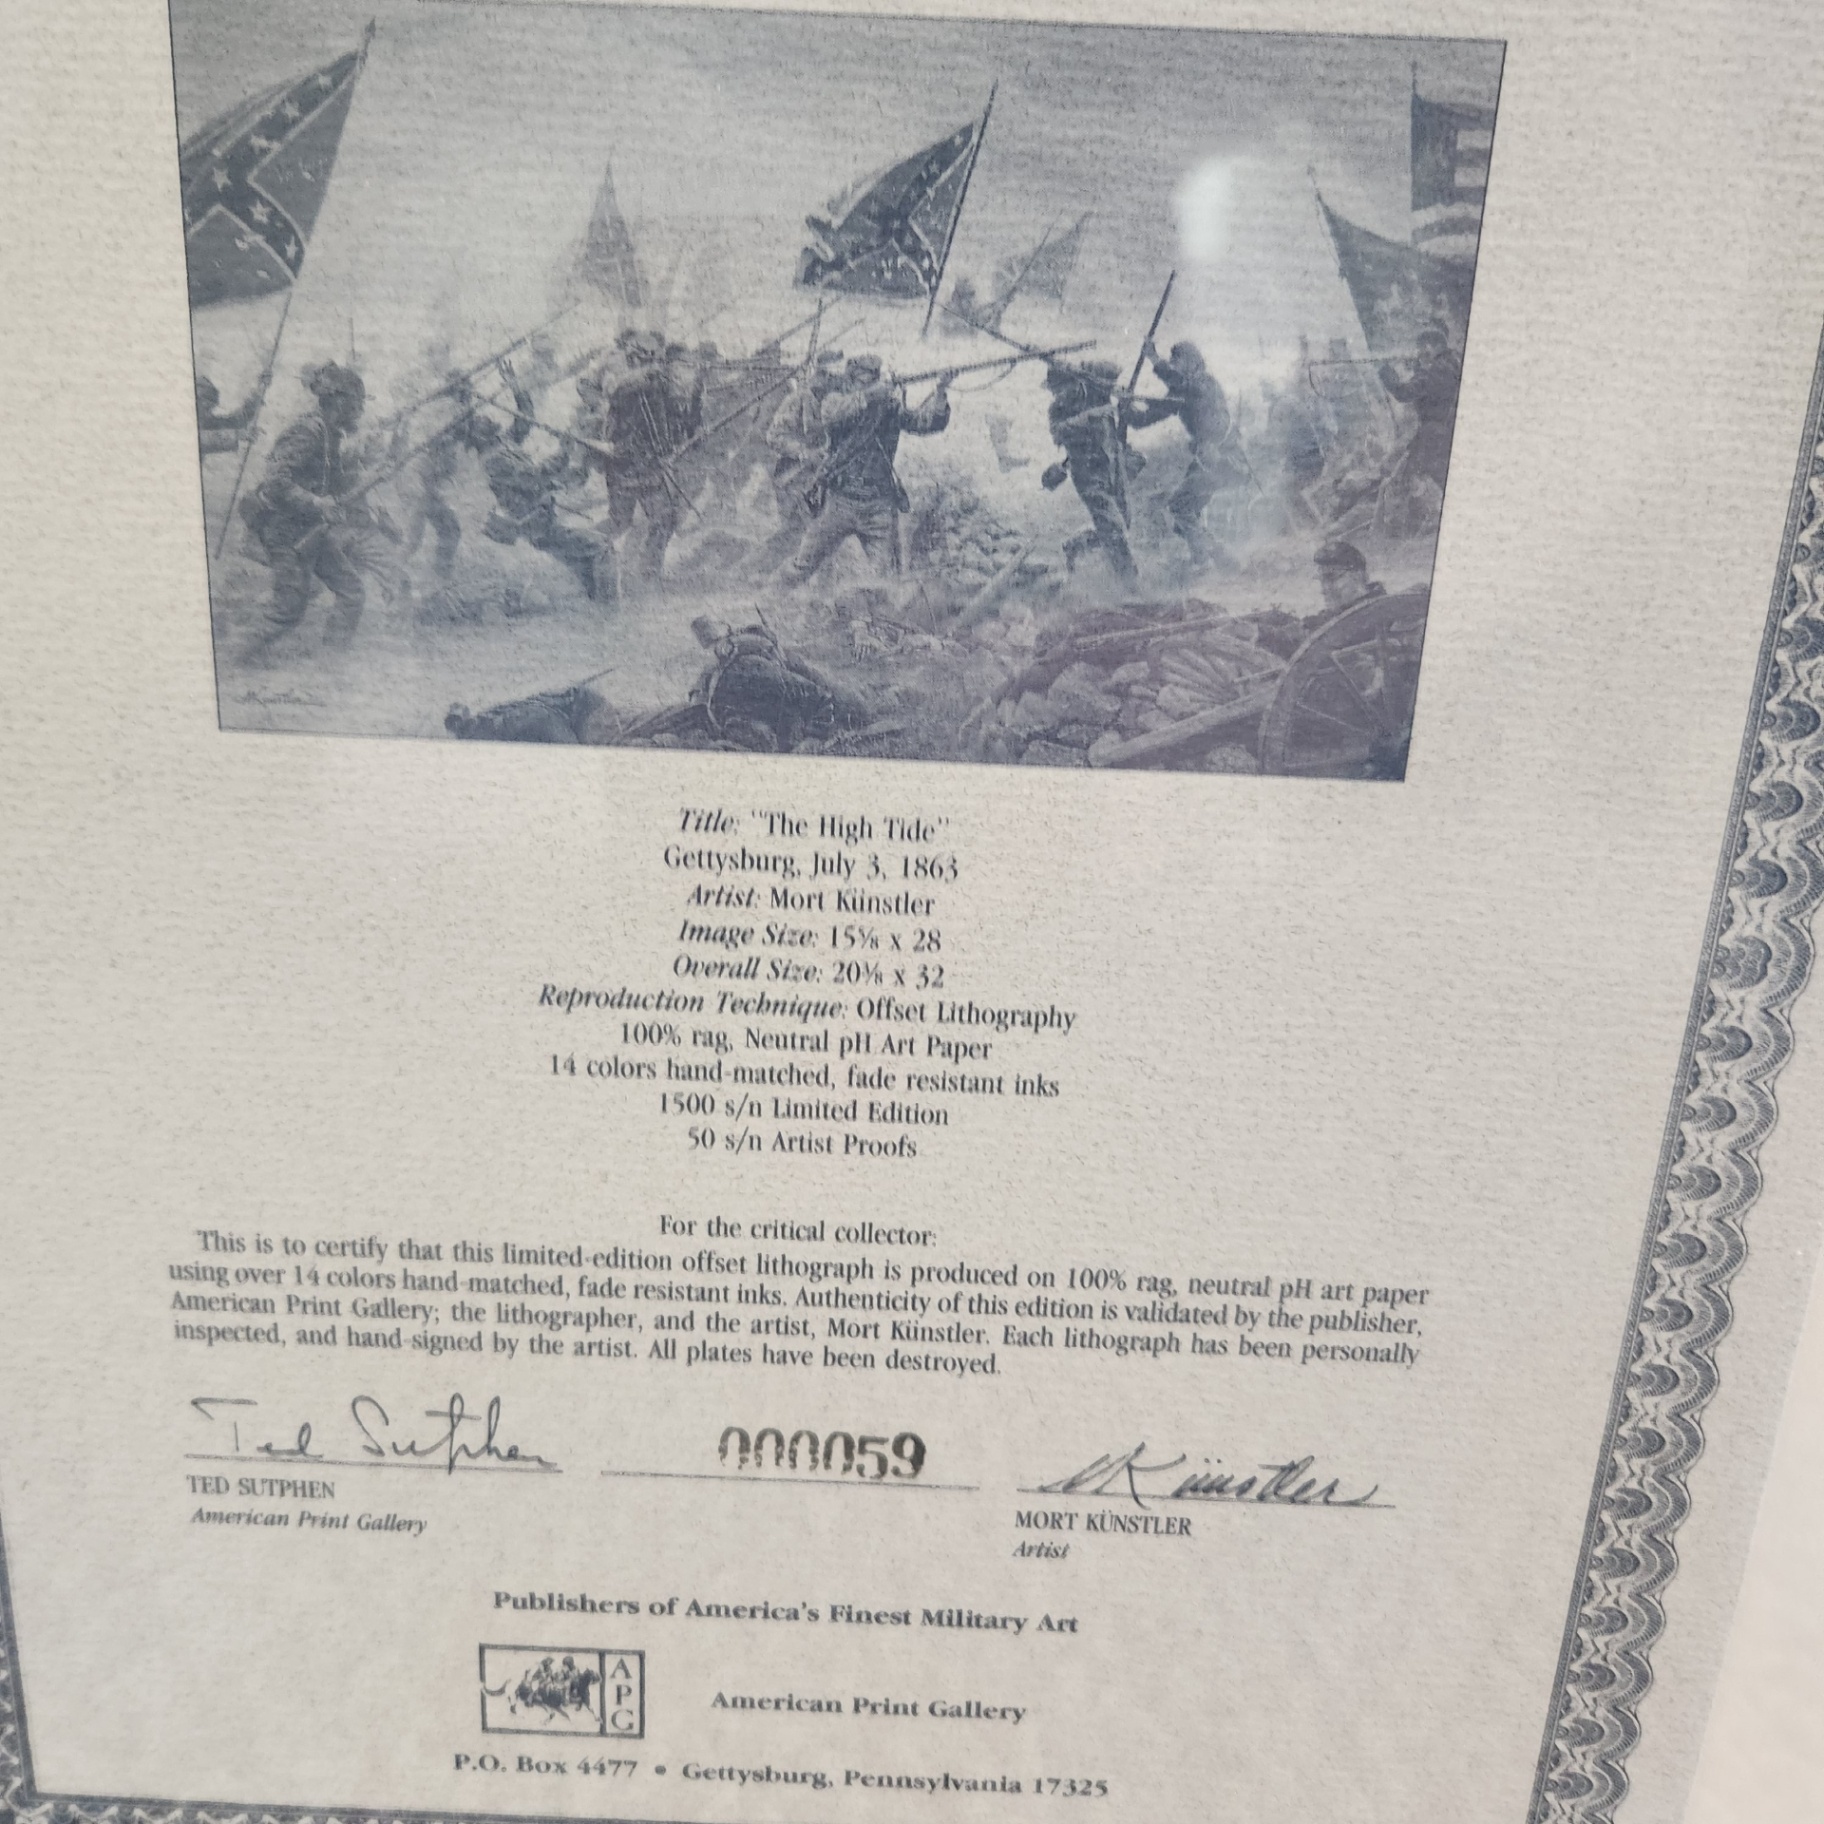 Title: "The High Tide"
Gettysburg, July 3, 1863
Artist: Mort Künstler
Image Size: 15⅝ x 28
Overall Size: 20⅜ x 32
Reproduction Technique: Offset Lithography
100% rag, Neutral pH Art Paper
14 colors hand-matched, fade resistant inks
1500 s/n Limited Edition
50 s/n Artist Proofs
For the critical collector:
This is to certify that this limited-edition offset lithograph is produced on 100% rag, neutral pH art paper
using over 14 colors hand-matched, fade resistant inks. Authenticity of this edition is validated by the publisher,
American Print Gallery; the lithographer, and the artist, Mort Künstler. Each lithograph has been personally
inspected, and hand-signed by the artist. All plates have been destroyed.
Ted Sutphen 000059 MKünstler
TED SUTPHEN
American Print Gallery
MORT KÜNSTLER
Artist
Publishers of America's Finest Military Art
APG
American Print Gallery
P.O. Box 4477 • Gettysburg, Pennsylvania 17325